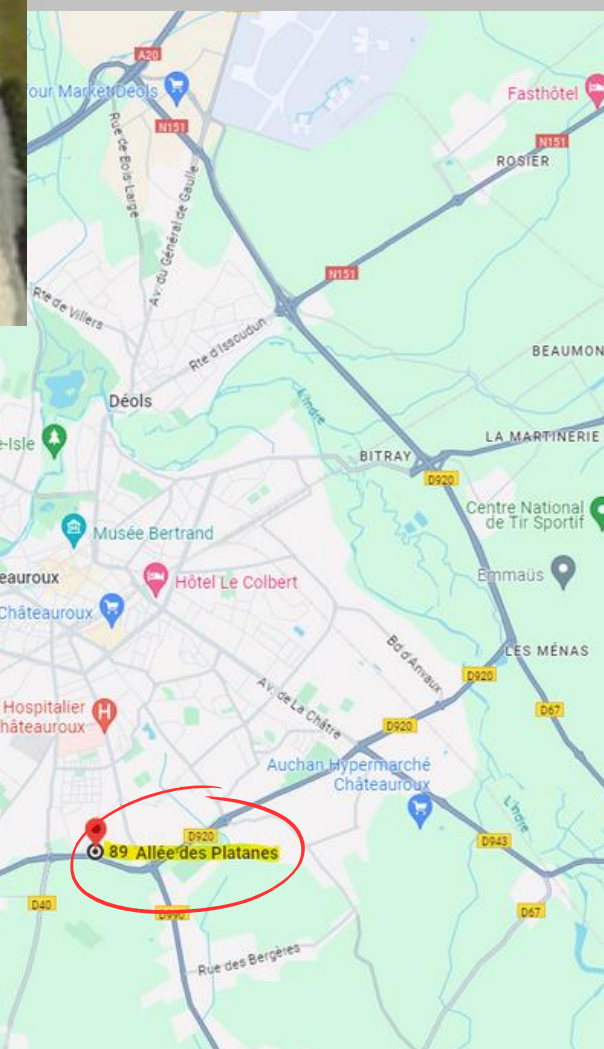 A20
our Market Déols
Fasthôtel
N151
N151
ROSIER
Rue de Bois-Large
Av. du Général de Gaulle
N151
Rte de Villers
Rte d'Issoudun
BEAUMON
Déols
L'Indre
LA MARTINERIE
e-Isle
BITRAY
D920
Centre National
de Tir Sportif
Musée Bertrand
Emmaüs
eauroux
Hôtel Le Colbert
Châteauroux
LES MÉNAS
Bd d'Anvaux
D920
Av. de La Châtre
D67
Hospitalier
hâteauroux
D920
Auchan Hypermarché
Châteauroux
L'Indre
D920
D943
89 Allée des Platanes
D40
D990
D67
Rue des Bergères